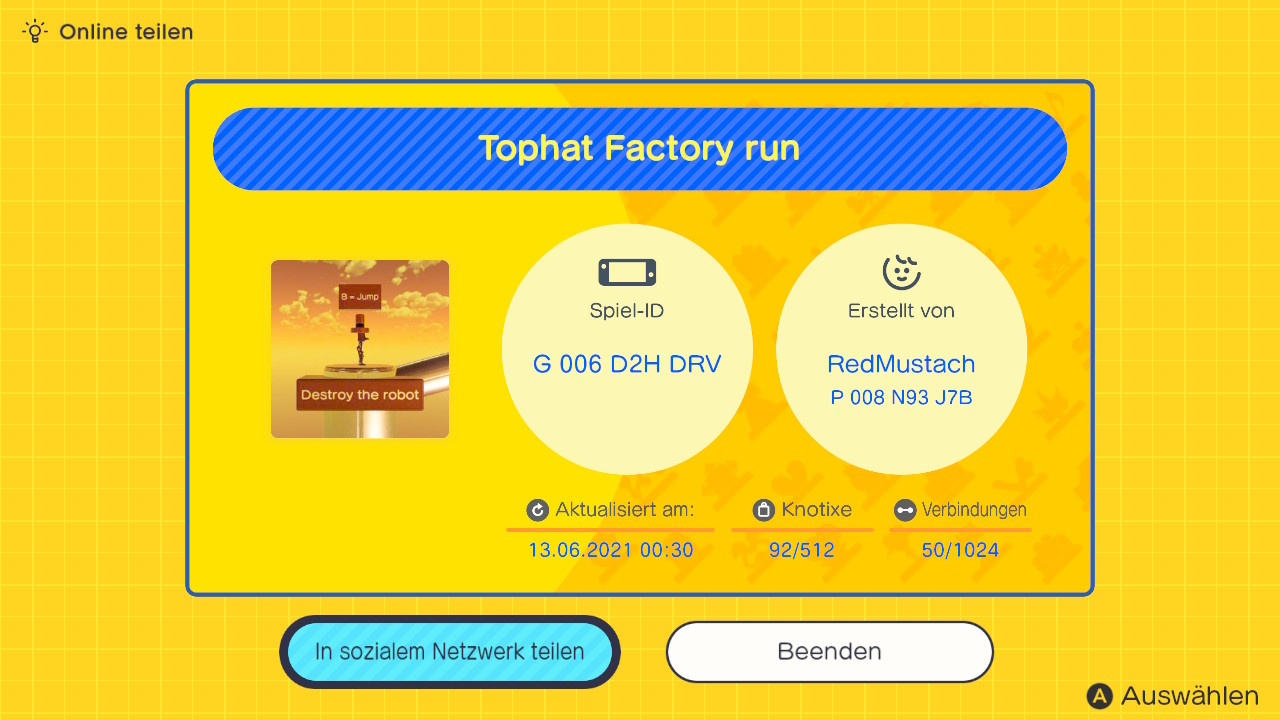 Online teilen
Tophat Factory run
B = Jump
Destroy the robot
Spiel-ID
G 006 D2H DRV
Erstellt von
RedMustach
P 008 N93 J7B
Aktualisiert am:
13.06.2021 00:30
Knotixe
92/512
Verbindungen
50/1024
In sozialem Netzwerk teilen
Beenden
A Auswählen